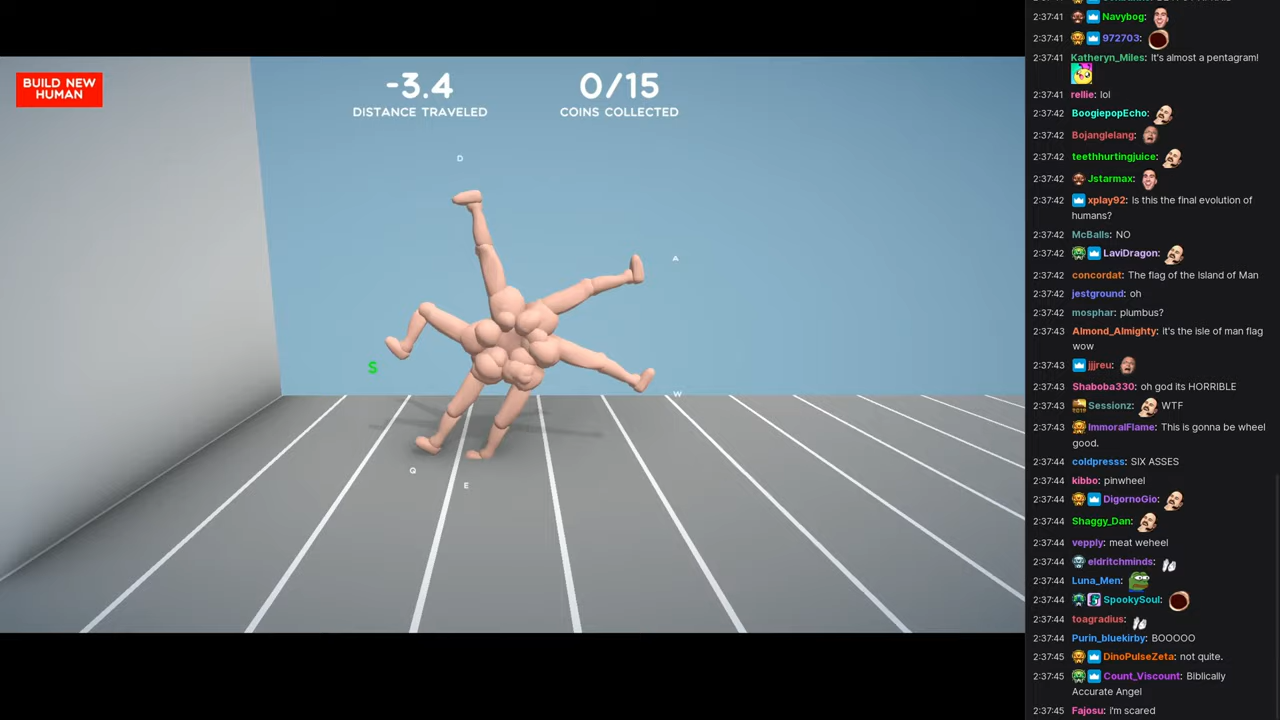 BUILD NEW
HUMAN
-3.4
DISTANCE TRAVELED
0/15
COINS COLLECTED
D
A
S
W
Q
E
2:37:41 Navybog:
2:37:41 972703:
2:37:41 Katheryn_Miles: It's almost a pentagram!
2:37:41 rellie: lol
2:37:42 BoogiepopEcho:
2:37:42 Bojanglelang:
2:37:42 teethhurtingjuice:
2:37:42 Jstarmax:
2:37:42 xplay92: Is this the final evolution of
humans?
2:37:42 McBalls: NO
2:37:42 LaviDragon:
2:37:42 concordat: The flag of the Island of Man
2:37:42 jestground: oh
2:37:42 mosphar: plumbus?
2:37:43 Almond_Almighty: it's the isle of man flag
wow
2:37:43 jjjreu:
2:37:43 Shaboba330: oh god its HORRIBLE
2:37:43 Sessionz: WTF
2:37:43 ImmoralFlame: This is gonna be wheel
good.
2:37:44 coldpresss: SIX ASSES
2:37:44 kibbo: pinwheel
2:37:44 DigornoGio:
2:37:44 Shaggy_Dan:
2:37:44 vepply: meat weheel
2:37:44 eldritchminds:
2:37:44 Luna_Men:
2:37:44 SpookySoul:
2:37:44 toagradius:
2:37:44 Purin_bluekirby: BOOOOO
2:37:45 DinoPulseZeta: not quite.
2:37:45 Count_Viscount: Biblically
Accurate Angel
2:37:45 Fajosu: i'm scared